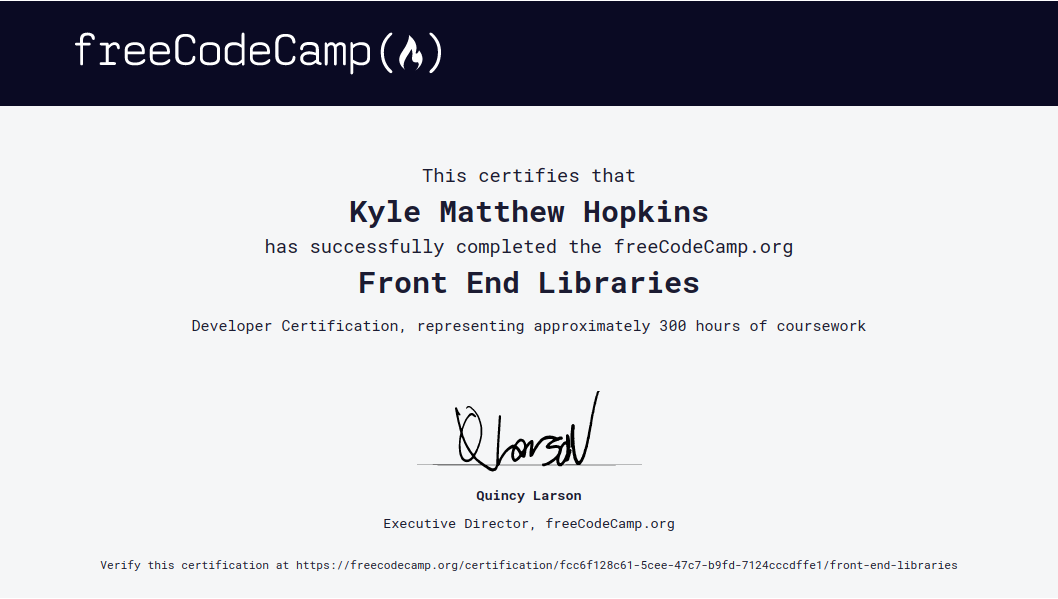 freeCodeCamp(🔥)
This certifies that
Kyle Matthew Hopkins
has successfully completed the freeCodeCamp.org
Front End Libraries
Developer Certification, representing approximately 300 hours of coursework
Q Larson
Quincy Larson
Executive Director, freeCodeCamp.org
Verify this certification at https://freecodecamp.org/certification/fcc6f128c61-5cee-47c7-b9fd-7124cccdffe1/front-end-libraries